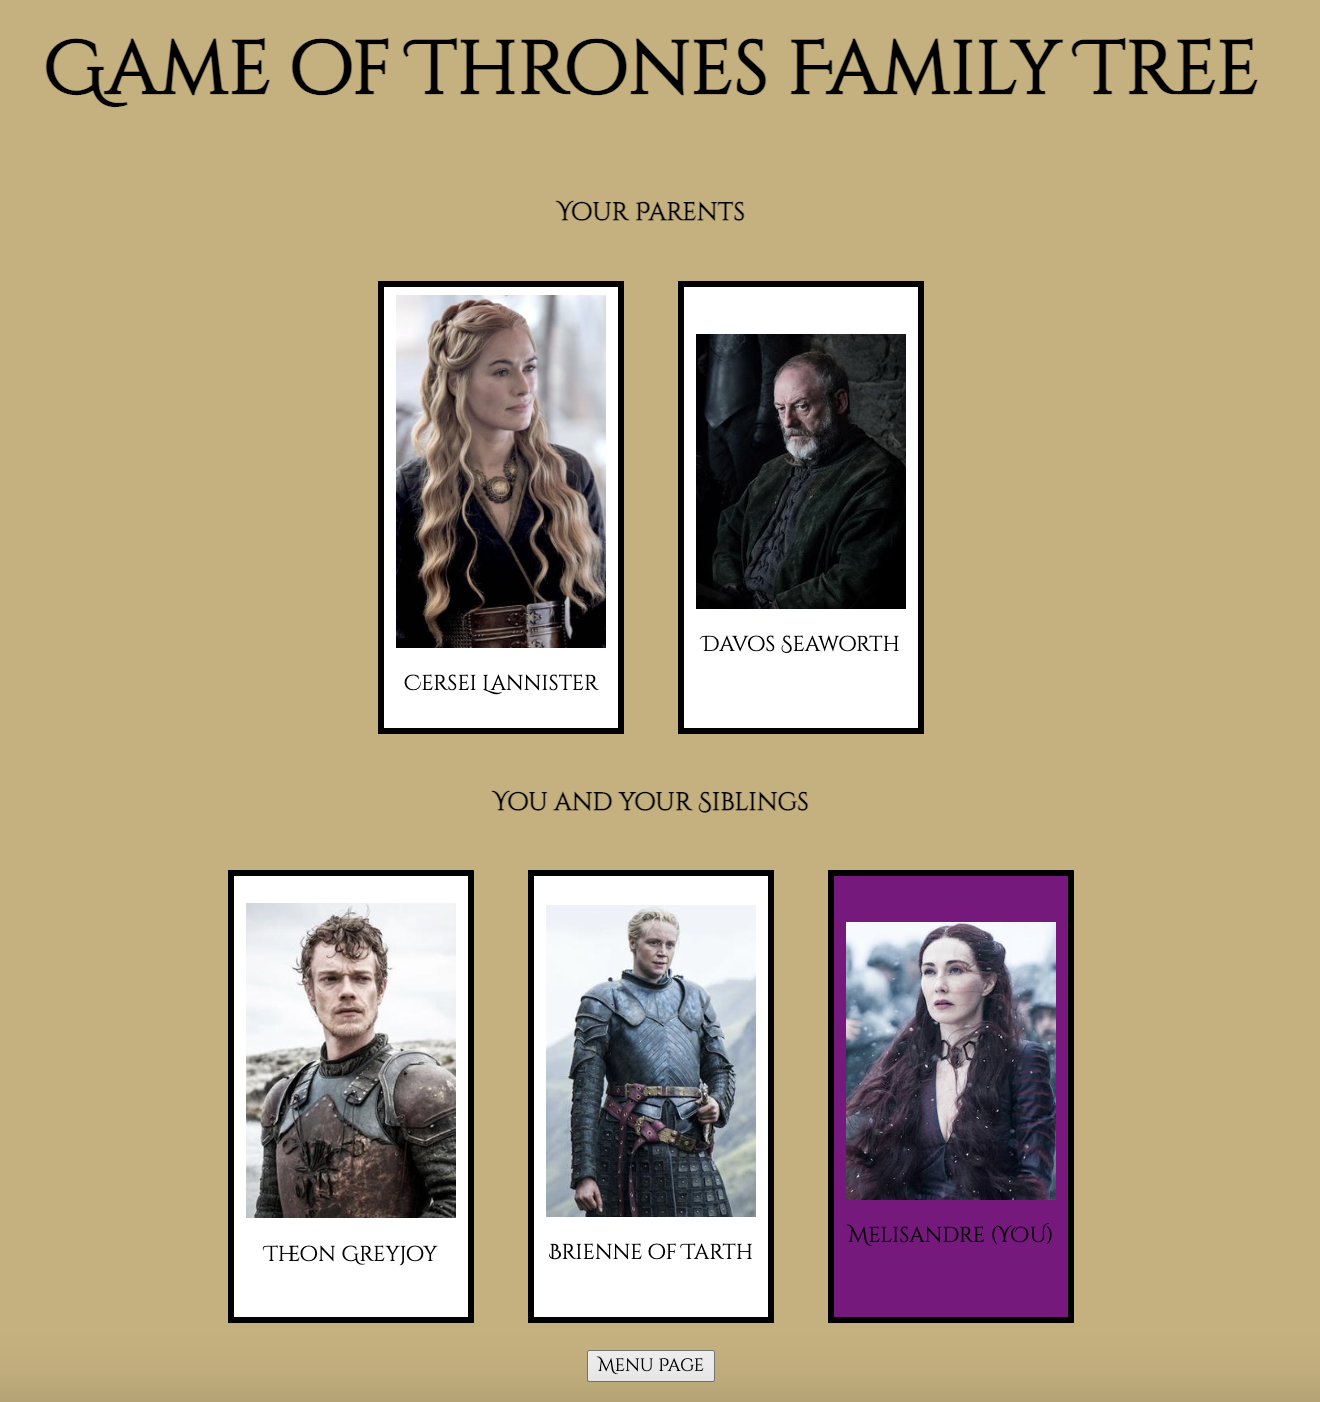 Game of Thrones Family Tree
Your Parents
Cersei Lannister
Davos Seaworth
You and your Siblings
Theon Greyjoy
Brienne of Tarth
Melisandre (You)
Menu Page